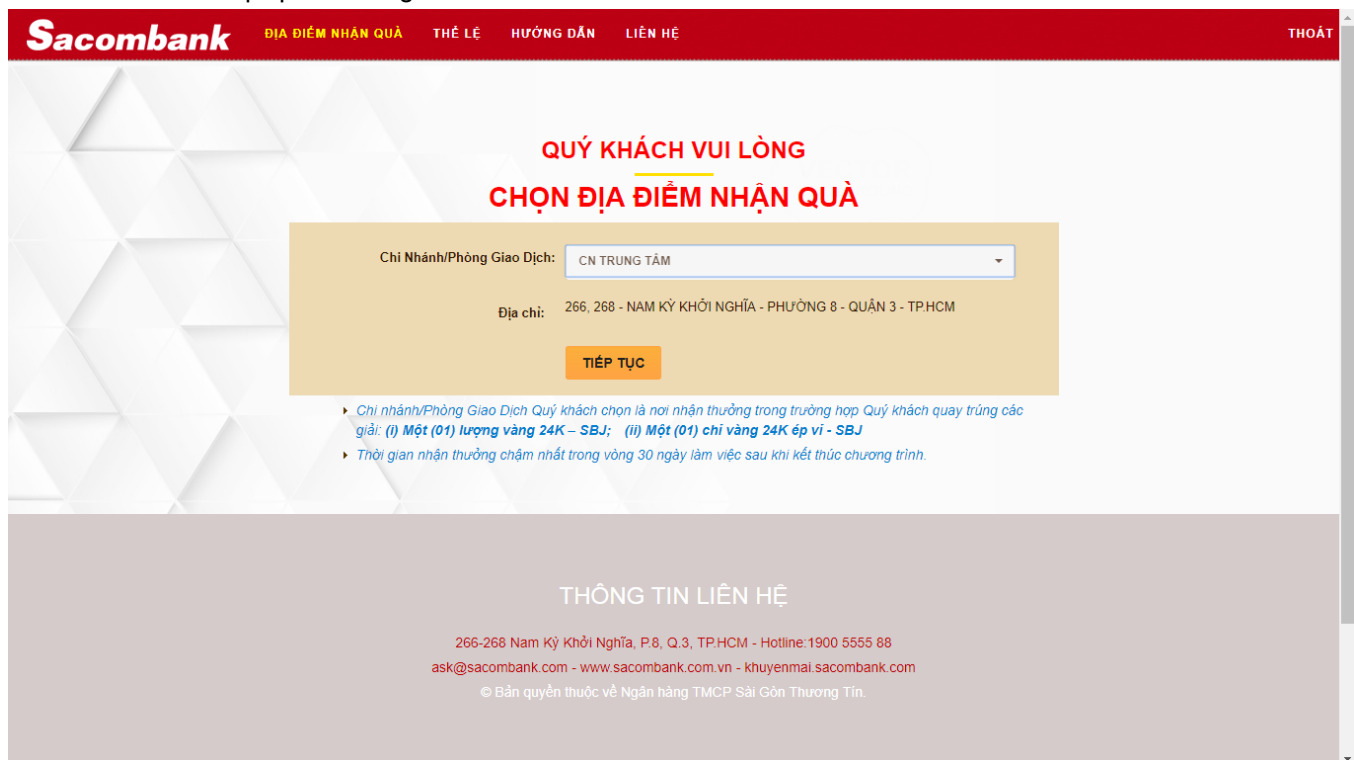 Sacombank ĐỊA ĐIỂM NHẬN QUÀ THỂ LỆ HƯỚNG DẪN LIÊN HỆ THOÁT
QUÝ KHÁCH VUI LÒNG
CHỌN ĐỊA ĐIỂM NHẬN QUÀ
Chi Nhánh/Phòng Giao Dịch: CN TRUNG TÂM
Địa chỉ: 266, 268 - NAM KỲ KHỞI NGHĨA - PHƯỜNG 8 - QUẬN 3 - TP.HCM
TIẾP TỤC
Chi nhánh/Phòng Giao Dịch Quý khách chọn là nơi nhận thưởng trong trường hợp Quý khách quay trúng các
giải: (i) Một (01) lượng vàng 24K – SBJ; (ii) Một (01) chỉ vàng 24K ép vỉ - SBJ
Thời gian nhận thưởng chậm nhất trong vòng 30 ngày làm việc sau khi kết thúc chương trình.
THÔNG TIN LIÊN HỆ
266-268 Nam Kỳ Khởi Nghĩa, P.8, Q.3, TP.HCM - Hotline:1900 5555 88
ask@sacombank.com - www.sacombank.com.vn - khuyenmai.sacombank.com
© Bản quyền thuộc về Ngân hàng TMCP Sài Gòn Thương Tín.